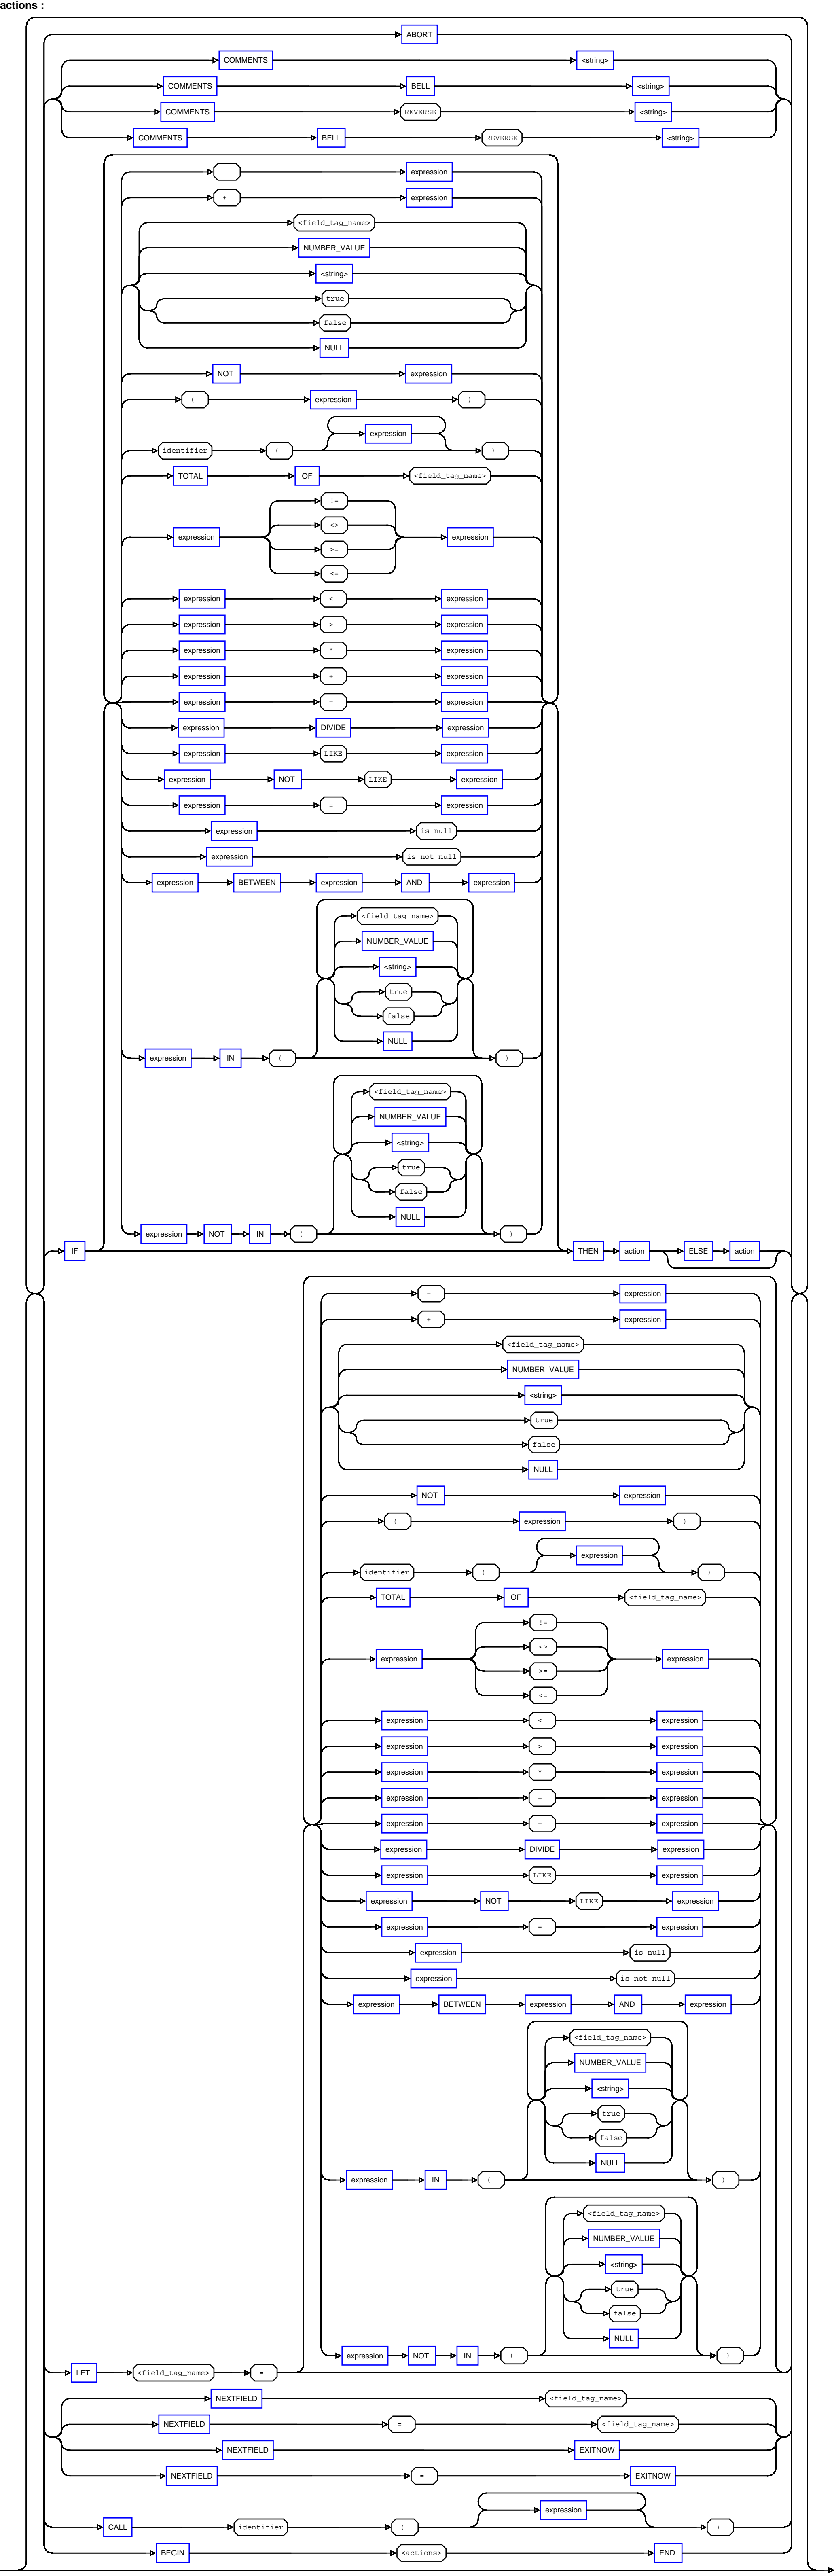 actions :
ABORT
COMMENTS <string>
COMMENTS BELL <string>
COMMENTS REVERSE <string>
COMMENTS BELL REVERSE <string>
- expression
+ expression
<field_tag_name>
NUMBER_VALUE
<string>
true
false
NULL
NOT expression
( expression )
expression
identifier ( )
TOTAL OF <field_tag_name>
!=
<>
expression expression
>=
<=
expression < expression
expression > expression
expression * expression
expression + expression
expression - expression
expression DIVIDE expression
expression LIKE expression
expression NOT LIKE expression
expression = expression
expression is null
expression is not null
expression BETWEEN expression AND expression
<field_tag_name>
NUMBER_VALUE
<string>
true
false
NULL
expression IN ( )
<field_tag_name>
NUMBER_VALUE
<string>
true
false
NULL
expression NOT IN ( )
IF THEN action ELSE action
- expression
+ expression
<field_tag_name>
NUMBER_VALUE
<string>
true
false
NULL
NOT expression
( expression )
expression
identifier ( )
TOTAL OF <field_tag_name>
!=
<>
expression expression
>=
<=
expression < expression
expression > expression
expression * expression
expression + expression
expression - expression
expression DIVIDE expression
expression LIKE expression
expression NOT LIKE expression
expression = expression
expression is null
expression is not null
expression BETWEEN expression AND expression
<field_tag_name>
NUMBER_VALUE
<string>
true
false
NULL
expression IN ( )
<field_tag_name>
NUMBER_VALUE
<string>
true
false
NULL
expression NOT IN ( )
LET <field_tag_name> =
NEXTFIELD <field_tag_name>
NEXTFIELD = <field_tag_name>
NEXTFIELD EXITNOW
NEXTFIELD = EXITNOW
expression
CALL identifier ( )
BEGIN <actions> END